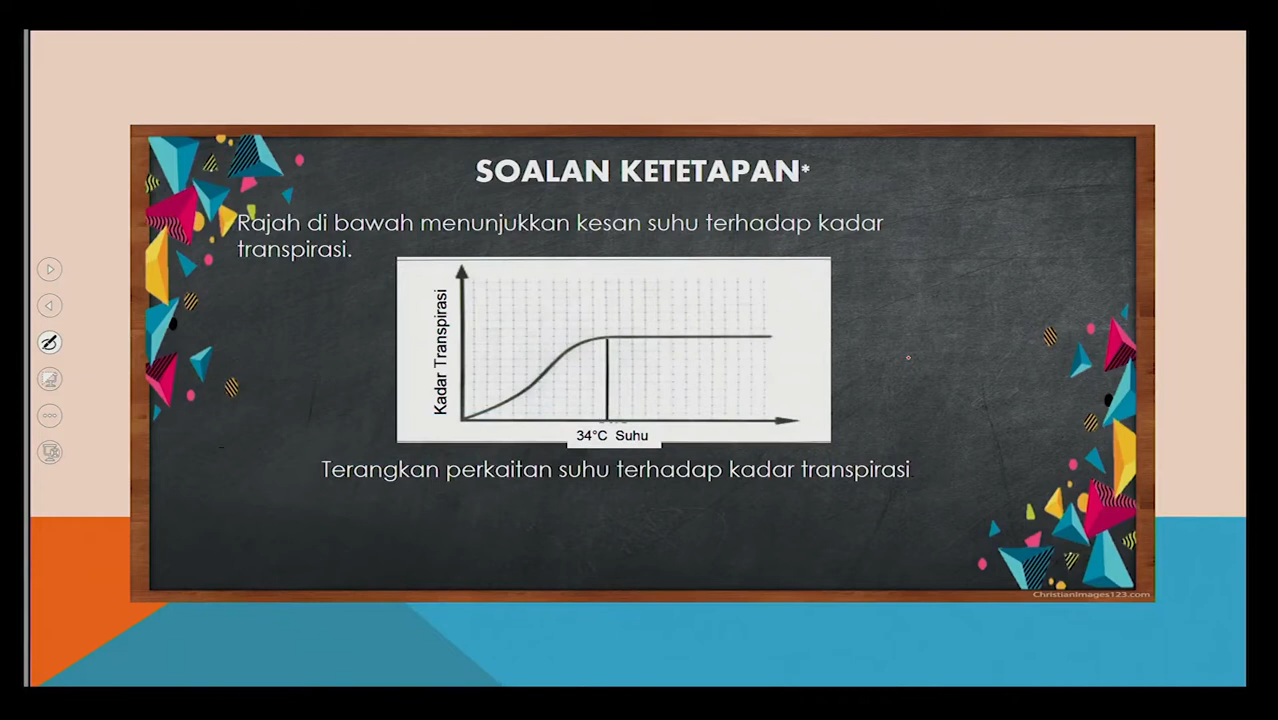 SOALAN KETETAPAN*
Rajah di bawah menunjukkan kesan suhu terhadap kadar
transpirasi.
Kadar Transpirasi
34°C Suhu
Terangkan perkaitan suhu terhadap kadar transpirasi
ChristianImages123.com